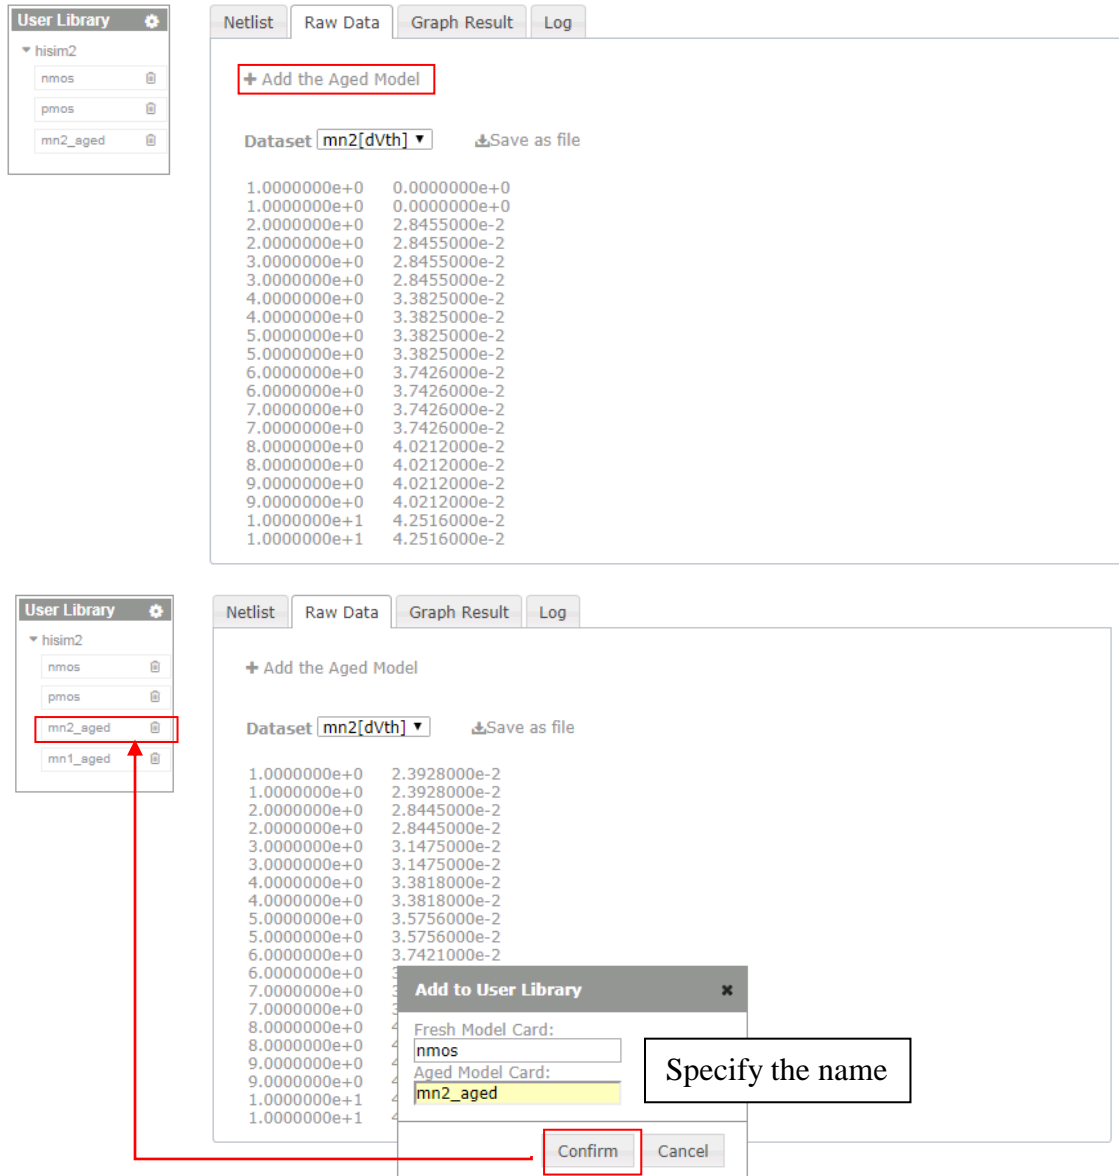 User Library
hisim2
nmos
pmos
mn2_aged
Netlist Raw Data Graph Result Log
+ Add the Aged Model
Dataset mn2[dVth] ▼ Save as file
1.0000000e+0 0.0000000e+0
1.0000000e+0 0.0000000e+0
2.0000000e+0 2.8455000e-2
2.0000000e+0 2.8455000e-2
3.0000000e+0 2.8455000e-2
3.0000000e+0 2.8455000e-2
4.0000000e+0 3.3825000e-2
4.0000000e+0 3.3825000e-2
5.0000000e+0 3.3825000e-2
5.0000000e+0 3.3825000e-2
6.0000000e+0 3.7426000e-2
6.0000000e+0 3.7426000e-2
7.0000000e+0 3.7426000e-2
7.0000000e+0 3.7426000e-2
8.0000000e+0 4.0212000e-2
8.0000000e+0 4.0212000e-2
9.0000000e+0 4.0212000e-2
9.0000000e+0 4.0212000e-2
1.0000000e+1 4.2516000e-2
1.0000000e+1 4.2516000e-2
User Library
hisim2
nmos
pmos
mn2_aged
mn1_aged
Netlist Raw Data Graph Result Log
+ Add the Aged Model
Dataset mn2[dVth] ▼ Save as file
1.0000000e+0 2.3928000e-2
1.0000000e+0 2.3928000e-2
2.0000000e+0 2.8445000e-2
2.0000000e+0 2.8445000e-2
3.0000000e+0 3.1475000e-2
3.0000000e+0 3.1475000e-2
4.0000000e+0 3.3818000e-2
4.0000000e+0 3.3818000e-2
5.0000000e+0 3.5756000e-2
5.0000000e+0 3.5756000e-2
6.0000000e+0 3.7421000e-2
6.0000000e+0
7.0000000e+0
7.0000000e+0
8.0000000e+0
8.0000000e+0
9.0000000e+0
9.0000000e+0
1.0000000e+1
1.0000000e+1
Add to User Library
Fresh Model Card:
nmos
Aged Model Card:
mn2_aged
Confirm Cancel
Specify the name